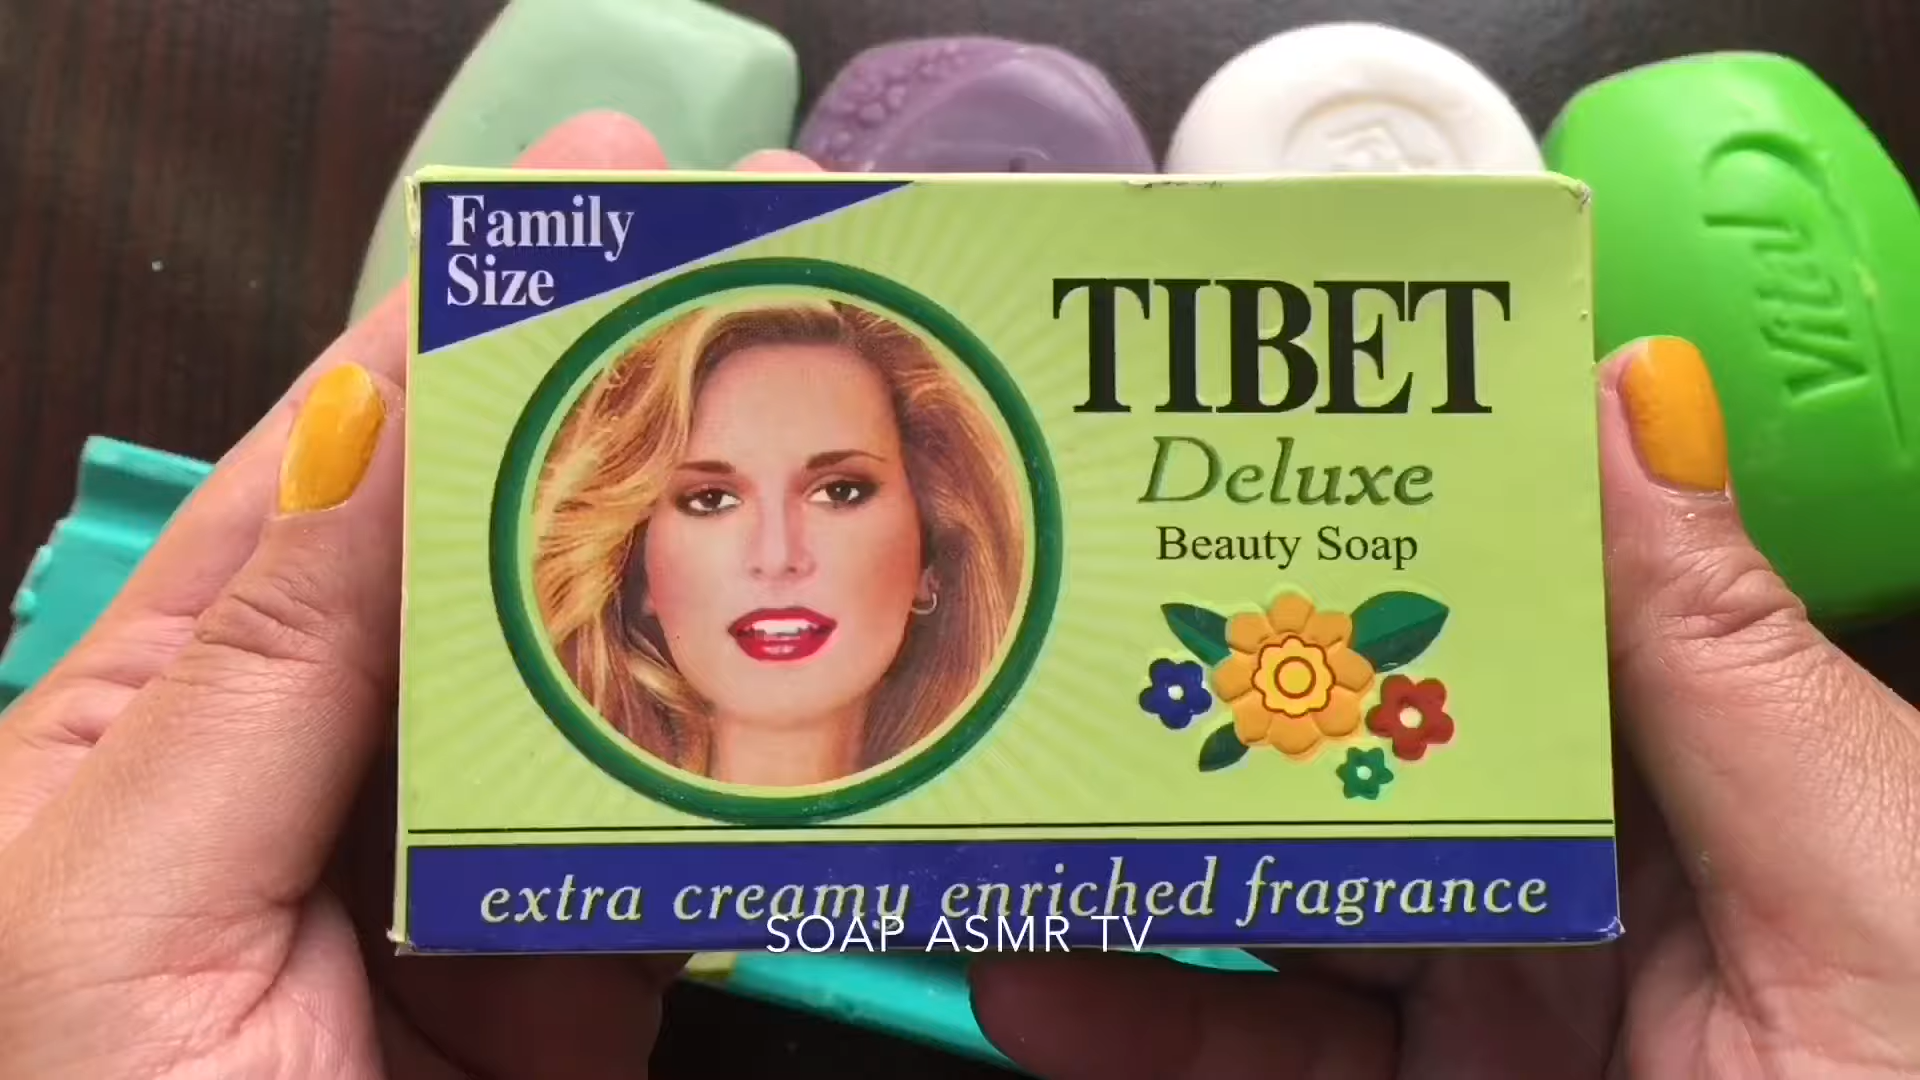 Family
Size
TIBET
Deluxe
Beauty Soap
extra creamy enriched fragrance
SOAP ASMR TV
Vital